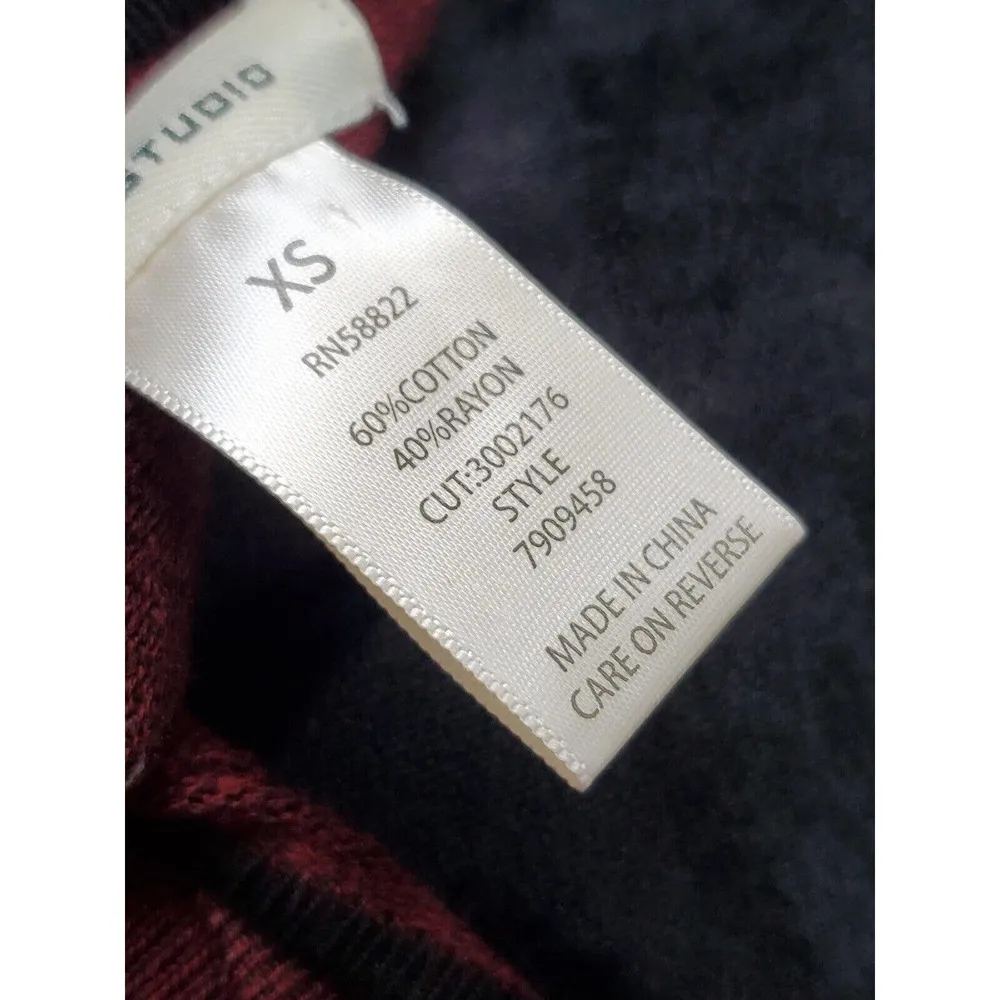 STUDIO
XS
RN58822
60%COTTON
40%RAYON
CUT:3002176
STYLE
7909458
MADE IN CHINA
CARE ON REVERSE